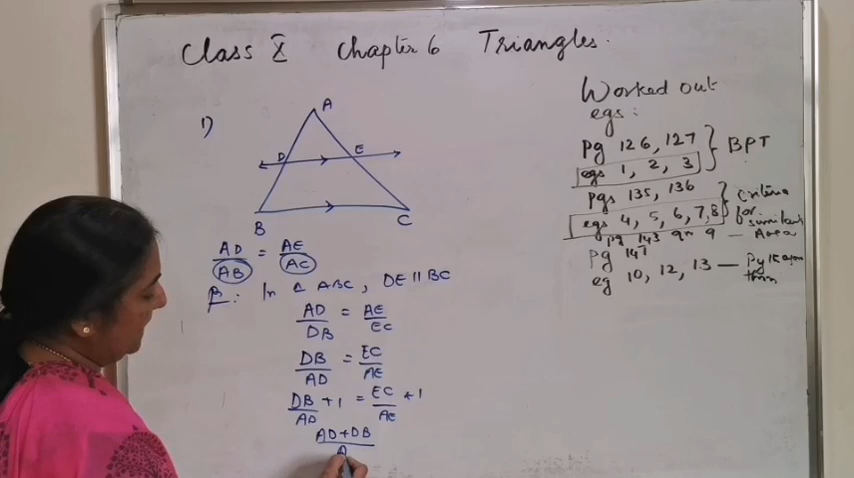 Class X Chapter 6 Triangles.
1)
A
D E
B C
AD/AB = AE/AC
In △ ABC, DE || BC
AD/DB = AE/EC
DB/AD = EC/AE
DB/AD + 1 = EC/AE + 1
AD+DB
A
Worked out
egs:
Pg 126, 127
egs 1, 2, 3 } BPT
Pgs 135, 136
egs 4, 5, 6, 7, 8 } Criteria
for
pg 143 qn 9 — Area
Pg 147
eg 10, 12, 13 —